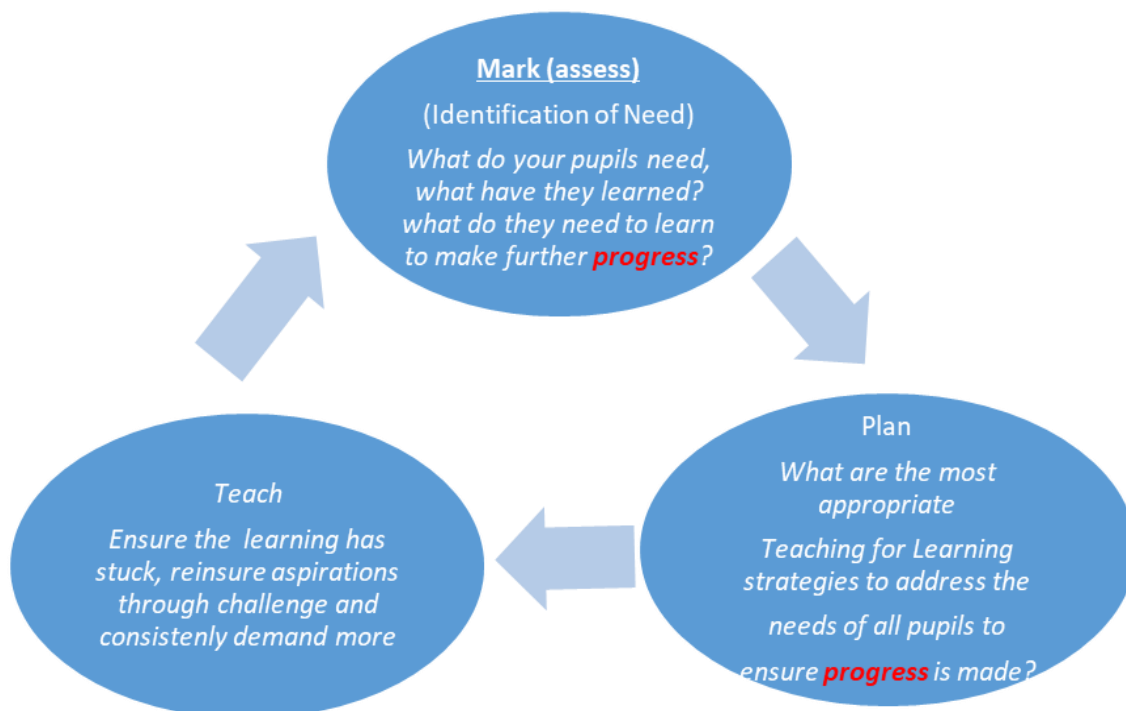 Mark (assess)
(Identification of Need)
What do your pupils need,
what have they learned?
what do they need to learn
to make further progress?
Plan
What are the most
appropriate
Teaching for Learning
strategies to address the
needs of all pupils to
ensure progress is made?
Teach
Ensure the learning has
stuck, reinsure aspirations
through challenge and
consistenly demand more